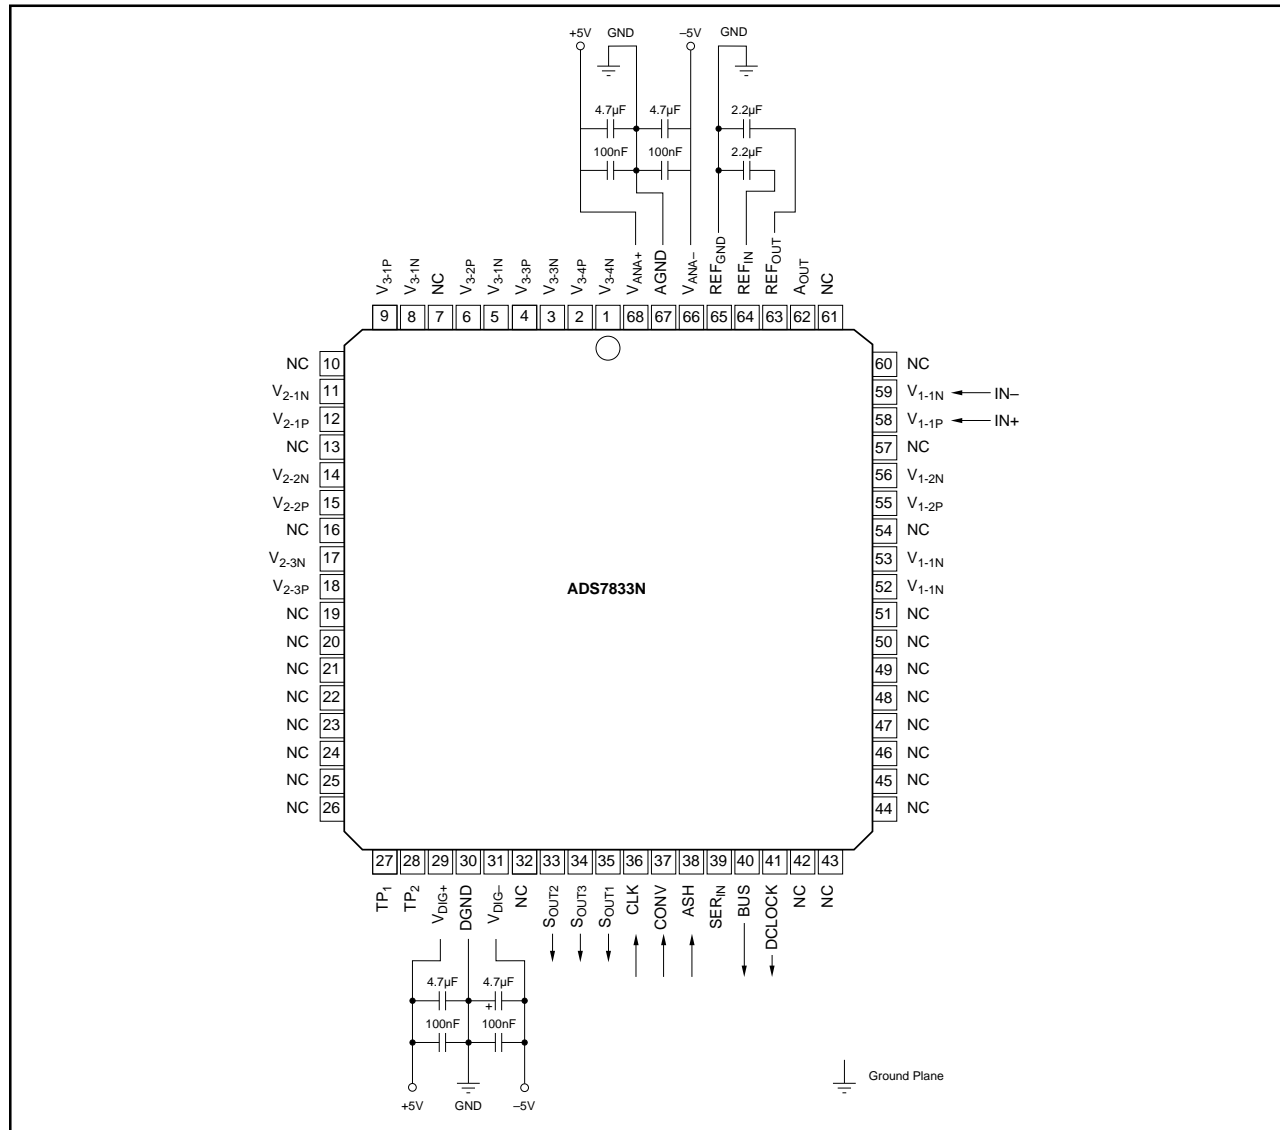 +5V GND –5V GND
4.7µF 4.7µF 2.2µF
100nF 100nF 2.2µF
V3-1P V3-1N NC V3-2P V3-1N V3-3P V3-3N V3-4P V3-4N VANA+ AGND VANA– REFGND REFIN REFOUT AOUT NC
9 8 7 6 5 4 3 2 1 68 67 66 65 64 63 62 61
NC 10 60 NC
V2-1N 11 59 V1-1N IN–
V2-1P 12 58 V1-1P IN+
NC 13 57 NC
V2-2N 14 56 V1-2N
V2-2P 15 55 V1-2P
NC 16 54 NC
V2-3N 17 53 V1-1N
V2-3P 18 ADS7833N 52 V1-1N
NC 19 51 NC
NC 20 50 NC
NC 21 49 NC
NC 22 48 NC
NC 23 47 NC
NC 24 46 NC
NC 25 45 NC
NC 26 44 NC
27 28 29 30 31 32 33 34 35 36 37 38 39 40 41 42 43
TP1 TP2 VDIG+ DGND VDIG– NC SOUT2 SOUT3 SOUT1 CLK CONV ASH SERIN BUS DCLOCK NC NC
4.7µF 4.7µF
+
100nF 100nF
Ground Plane
+5V GND –5V